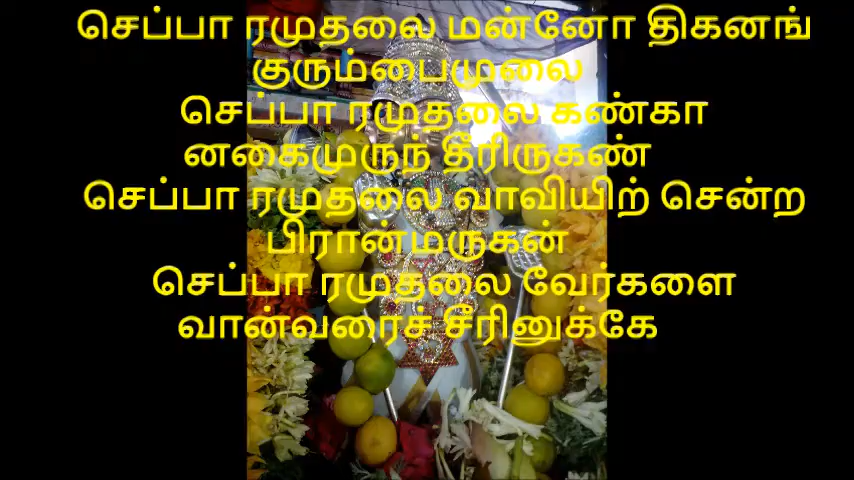 செப்பா ரமுதலை மன்னோ திகனங்
குரும்பைமுலை
செப்பா ரமுதலை கண்கா
னகைமுருந் தீரிருகண்
செப்பா ரமுதலை வாவியிற் சென்ற
பிரான்மருகன்
செப்பா ரமுதலை வேர்களை
வான்வரைச் சீரினுக்கே